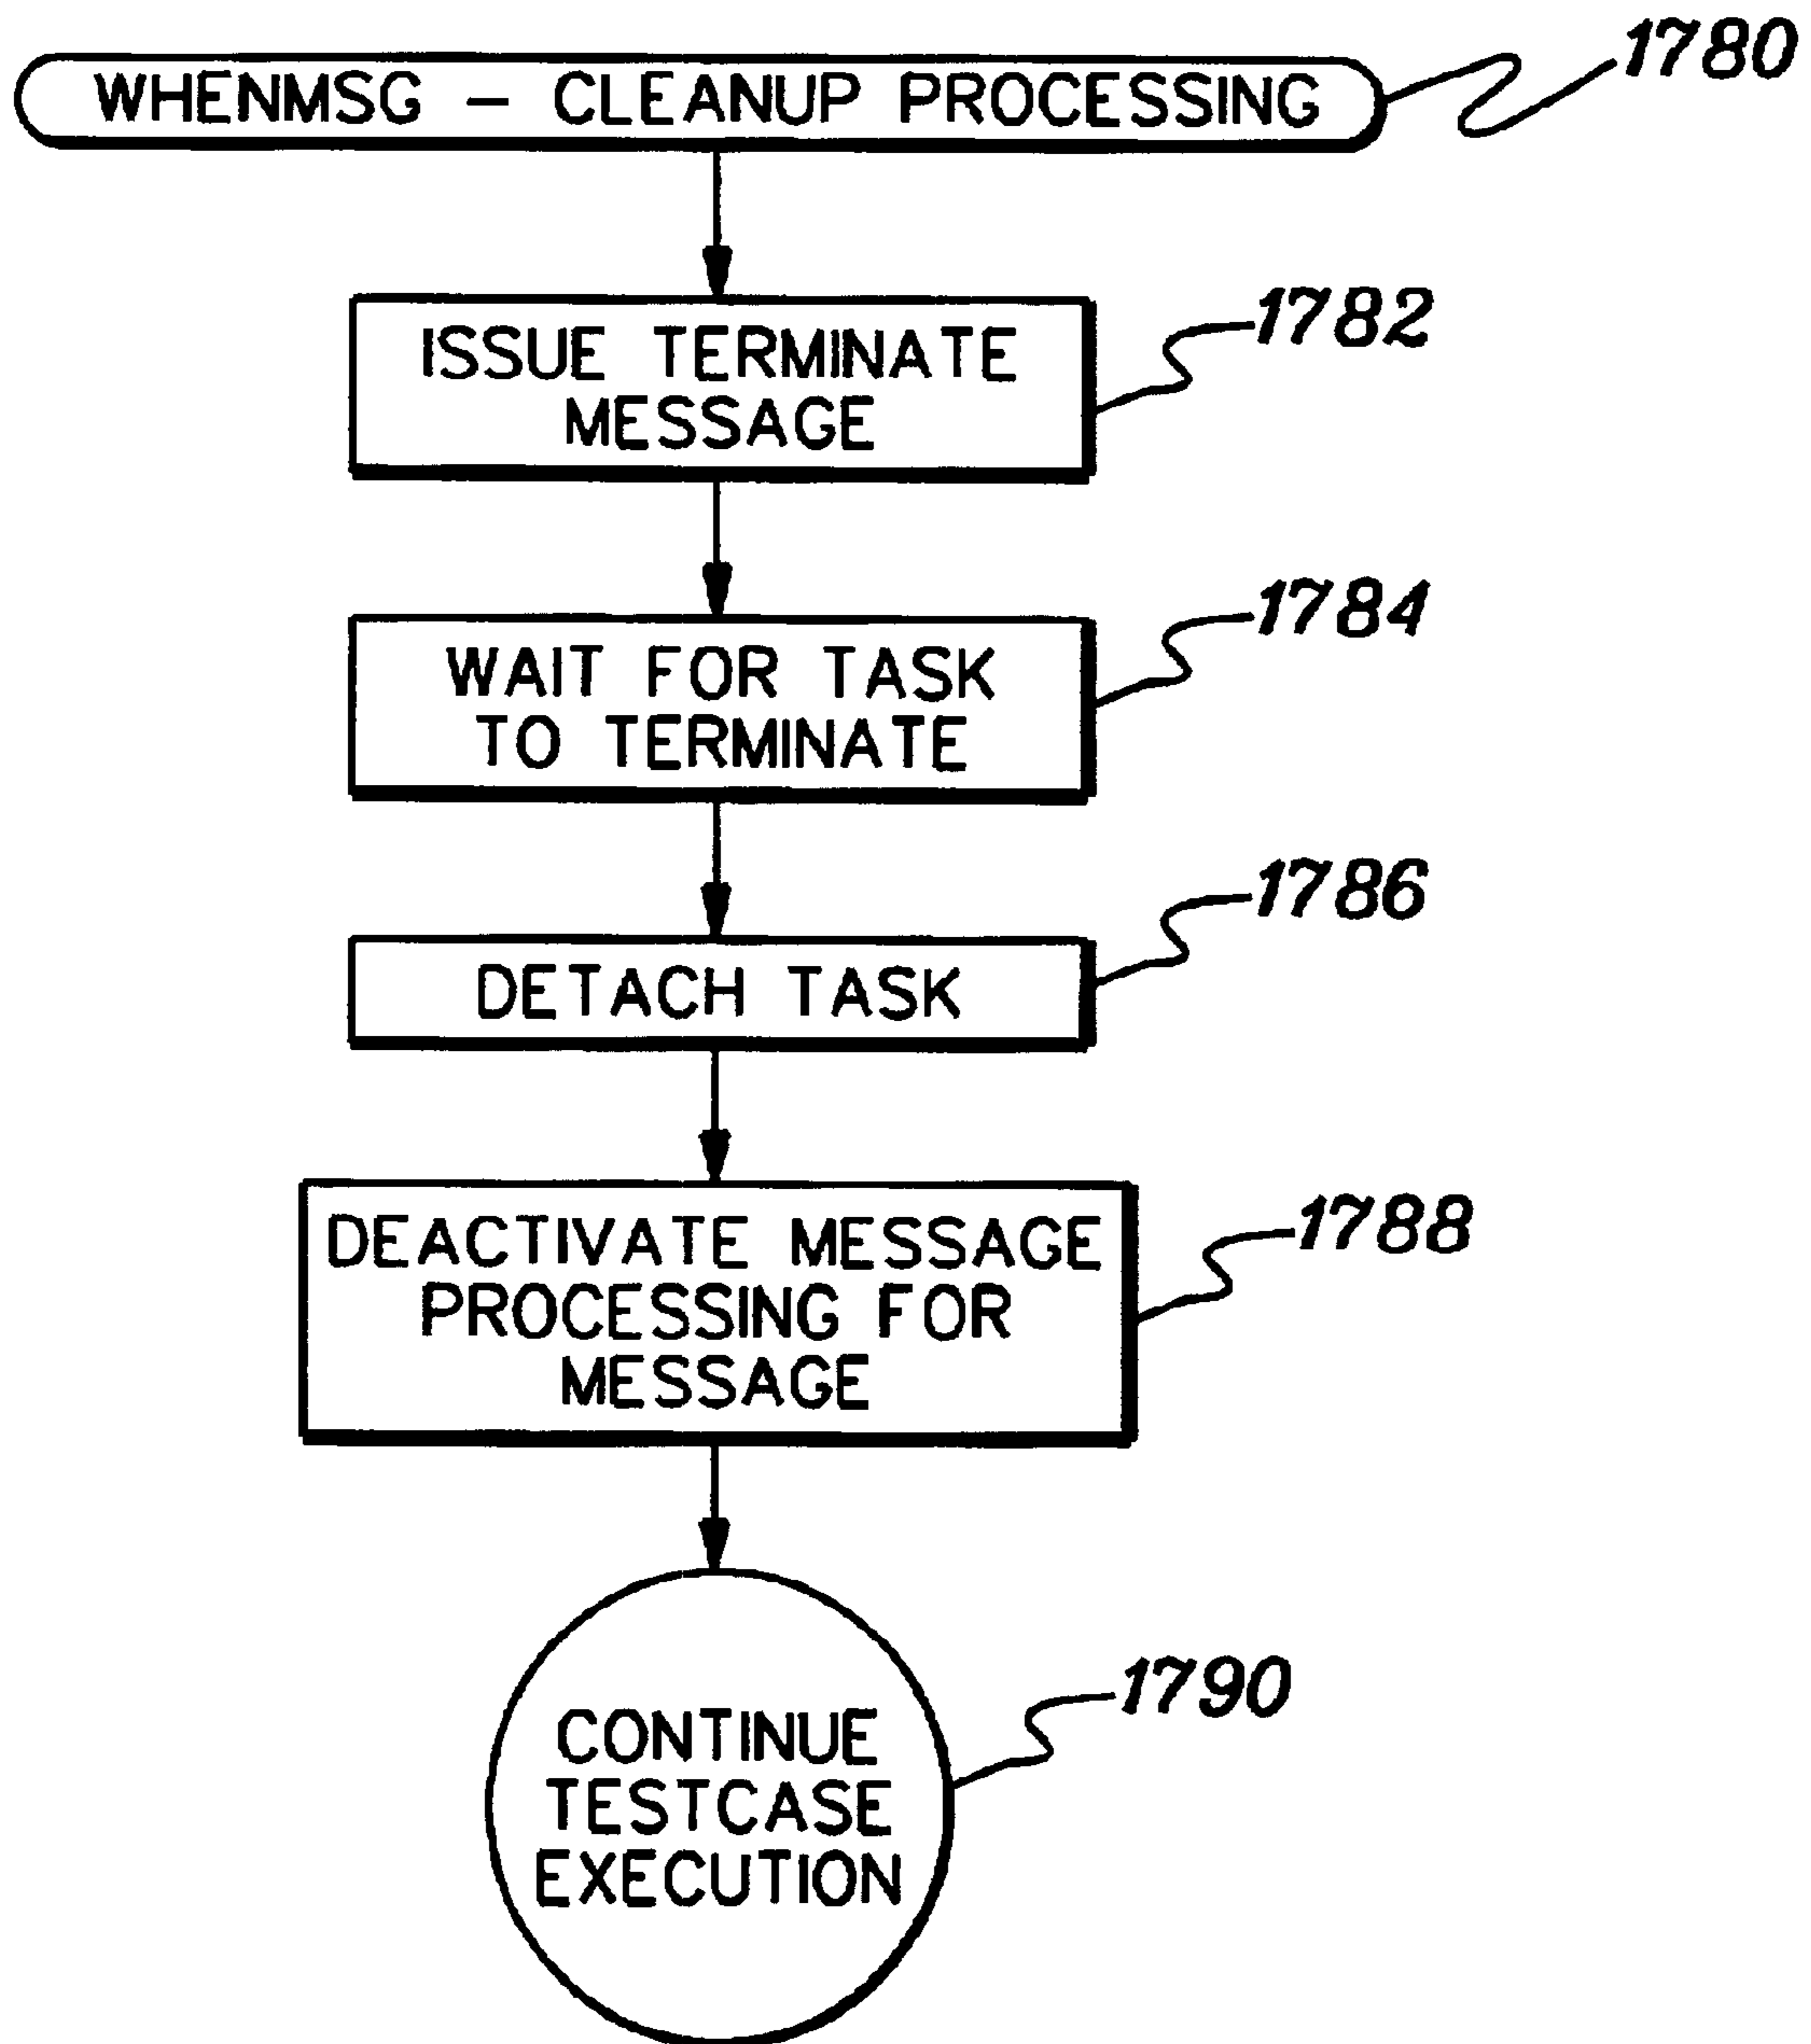 WHENMSG – CLEANUP PROCESSING
1780
ISSUE TERMINATE
MESSAGE
1782
WAIT FOR TASK
TO TERMINATE
1784
DETACH TASK
1786
DEACTIVATE MESSAGE
PROCESSING FOR
MESSAGE
1788
CONTINUE
TESTCASE
EXECUTION
1790